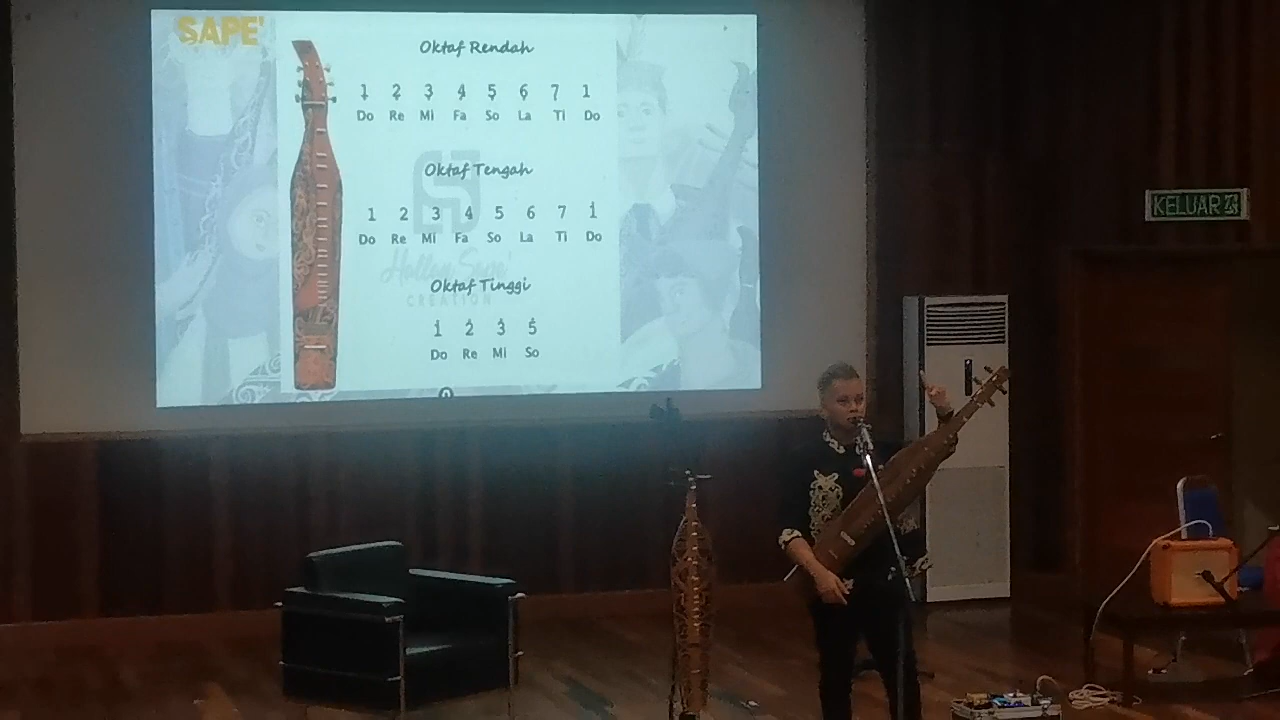 SAPE'
Oktaf Rendah
1 2 3 4 5 6 7 1
Do Re Mi Fa So La Ti Do
Oktaf Tengah
1 2 3 4 5 6 7 i
Do Re Mi Fa So La Ti Do
Oktaf Tinggi
1 2 3 5
Do Re Mi So
CREATION
KELUAR